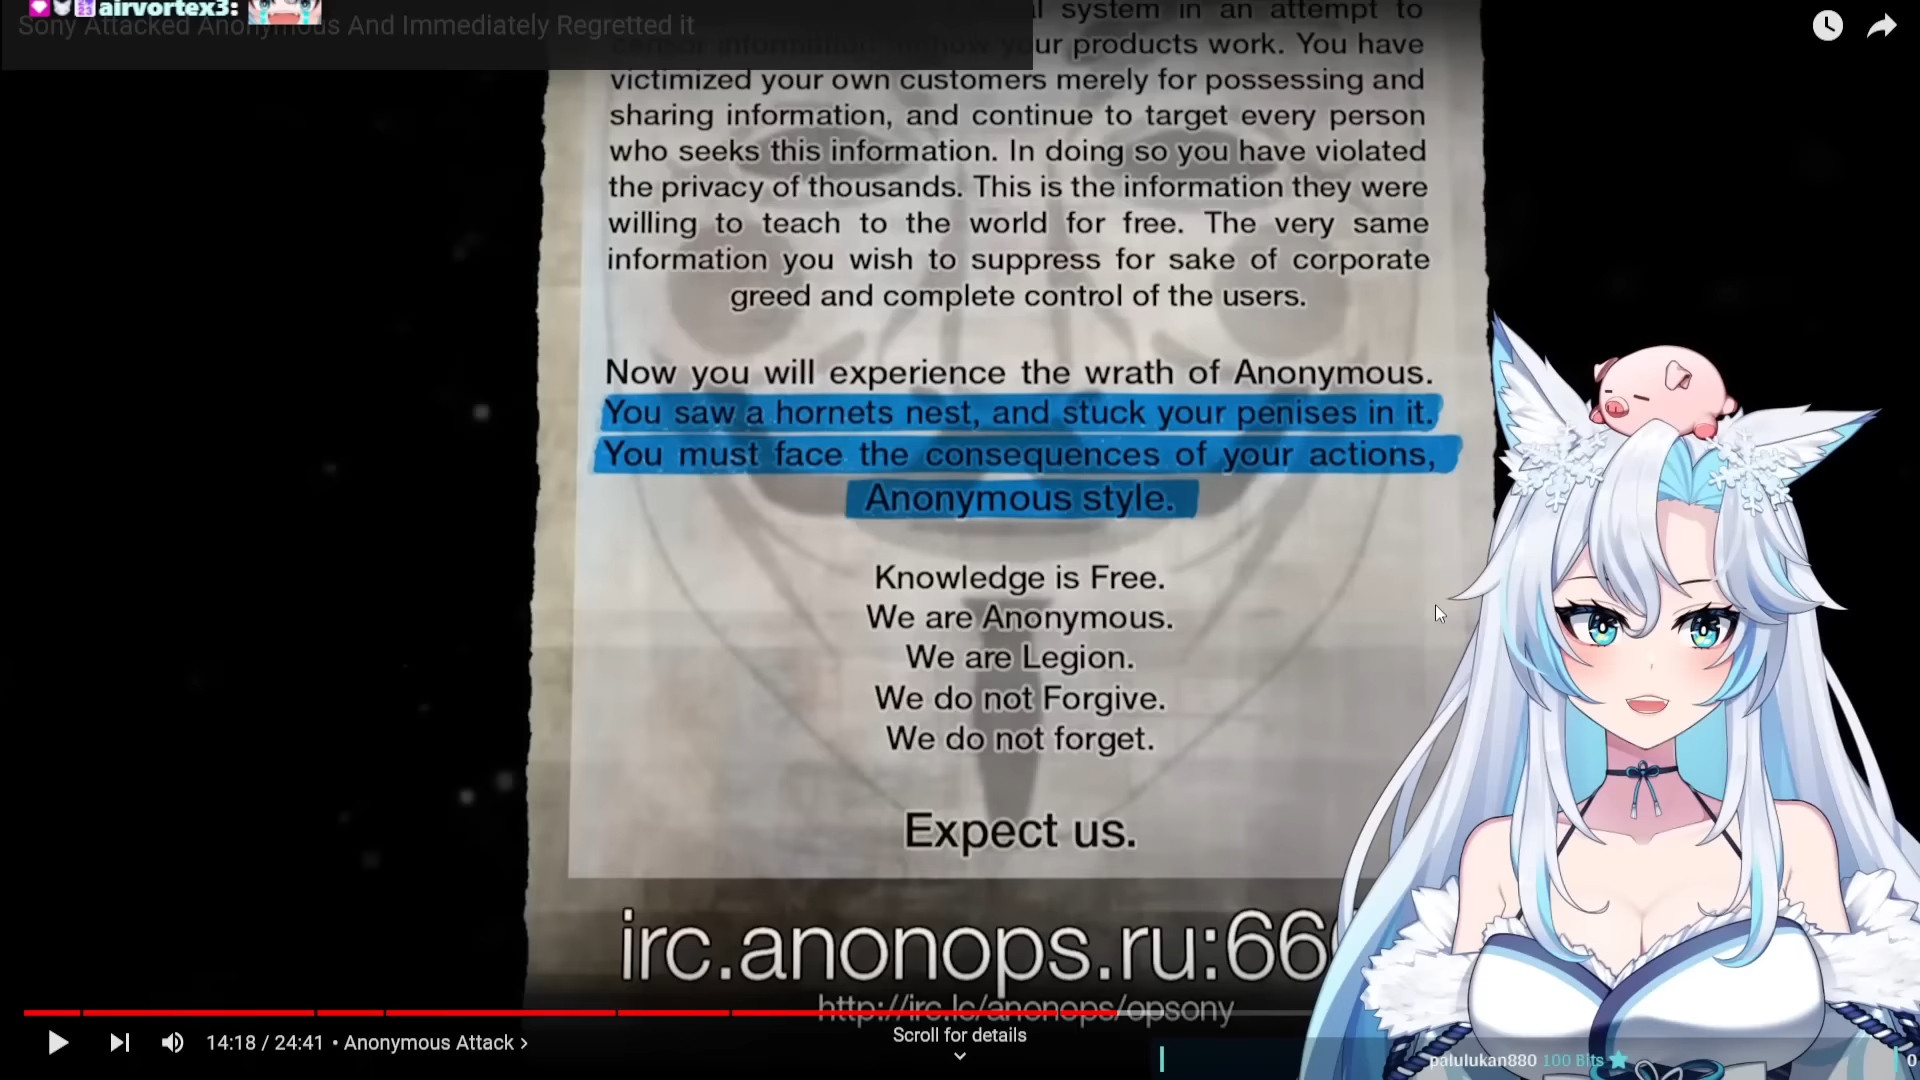 airvortex3:
Sony Attacked Anonymous And Immediately Regretted it
system in an attempt to
your products work. You have
victimized your own customers merely for possessing and
sharing information, and continue to target every person
who seeks this information. In doing so you have violated
the privacy of thousands. This is the information they were
willing to teach to the world for free. The very same
information you wish to suppress for sake of corporate
greed and complete control of the users.
Now you will experience the wrath of Anonymous.
You saw a hornets nest, and stuck your penises in it.
You must face the consequences of your actions,
Anonymous style.
Knowledge is Free.
We are Anonymous.
We are Legion.
We do not Forgive.
We do not forget.
Expect us.
irc.anonops.ru:66
http://irc.lc/anonops/opsony
14:18 / 24:41 • Anonymous Attack ›
Scroll for details
palulukan880 100 Bits
0